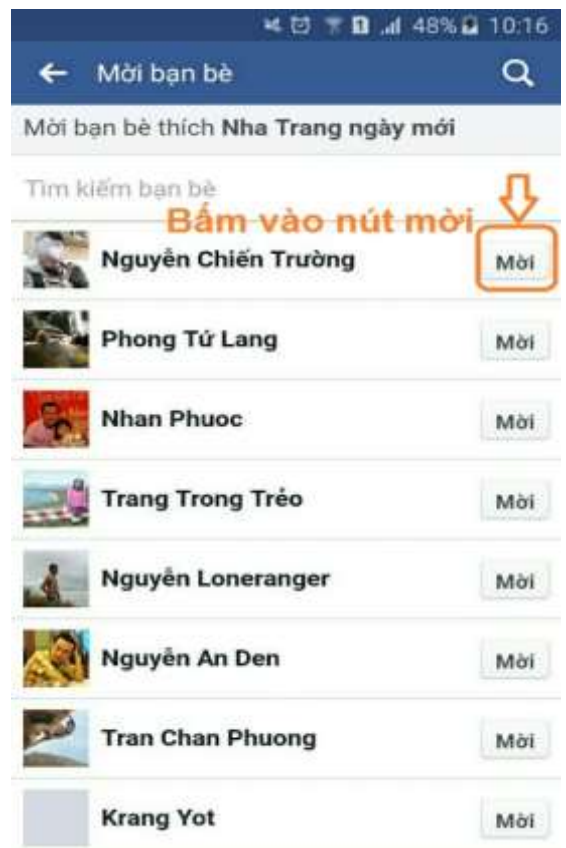 48% 10:16
Mời bạn bè
Mời bạn bè thích Nha Trang ngày mới
Tìm kiếm bạn bè
Bấm vào nút mời
Nguyễn Chiến Trường Mời
Phong Tứ Lang Mời
Nhan Phuoc Mời
Trang Trong Trẻo Mời
Nguyễn Loneranger Mời
Nguyễn An Den Mời
Tran Chan Phuong Mời
Krang Yot Mời